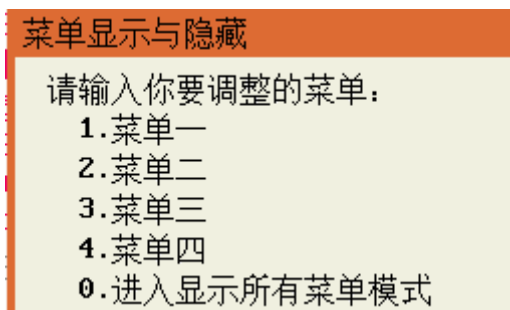 菜单显示与隐藏
请输入你要调整的菜单：
1.菜单一
2.菜单二
3.菜单三
4.菜单四
0.进入显示所有菜单模式